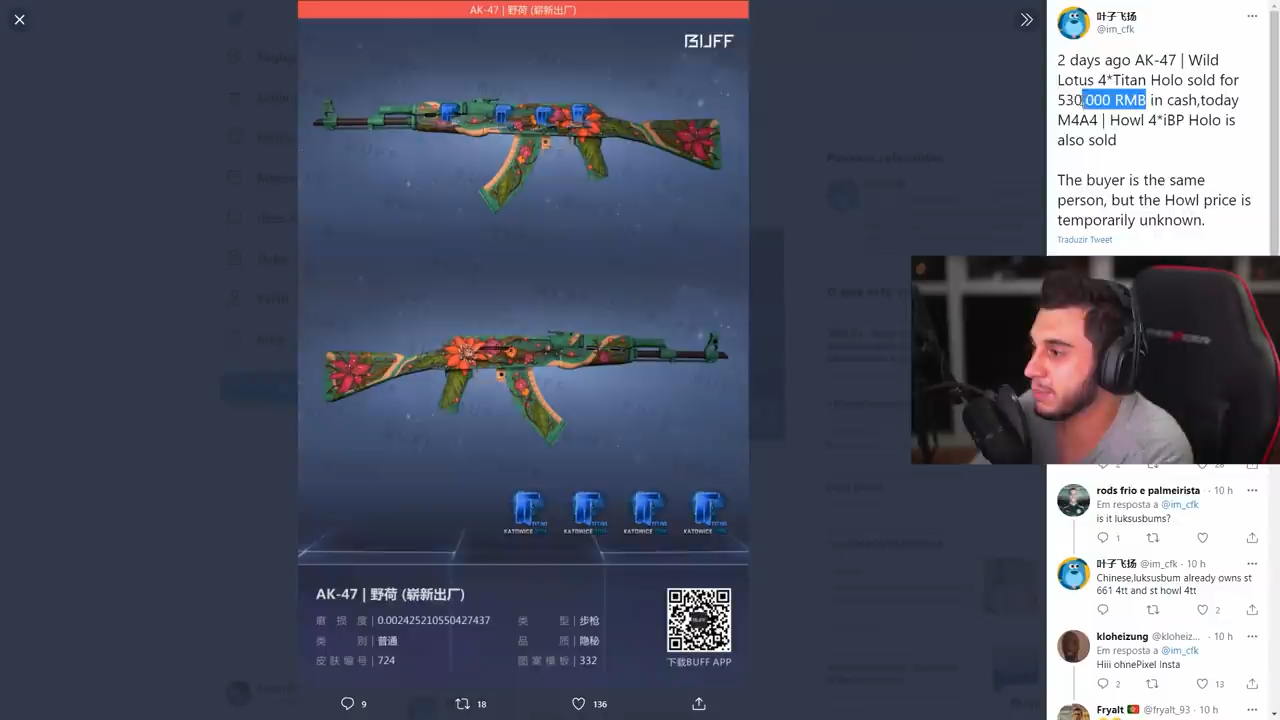 AK-47 | 野荷 (崭新出厂)
BUFF
KATOWICE
KATOWICE
KATOWICE
KATOWICE
AK-47 | 野荷 (崭新出厂)
磨 损 度 | 0.002425210550427437
类 型 | 步枪
类 别 | 普通
品 质 | 隐秘
皮肤编号 | 724
图案模板 | 332
下载BUFF APP
9
18
136
叶子飞扬
@im_cfk
2 days ago AK-47 | Wild
Lotus 4*Titan Holo sold for
530,000 RMB in cash,today
M4A4 | Howl 4*iBP Holo is
also sold
The buyer is the same
person, but the Howl price is
temporarily unknown.
Traduzir Tweet
rods frio e palmeirista · 10 h
Em resposta a @im_cfk
is it luksusbums?
1
叶子飞扬 @im_cfk · 10 h
Chinese,luksusbum already owns st
661 4tt and st howl 4tt
2
kloheizung @kloheiz... · 10 h
Em resposta a @im_cfk
Hiii ohnePixel Insta
2
13
Fryalt @fryalt_93 · 10 h